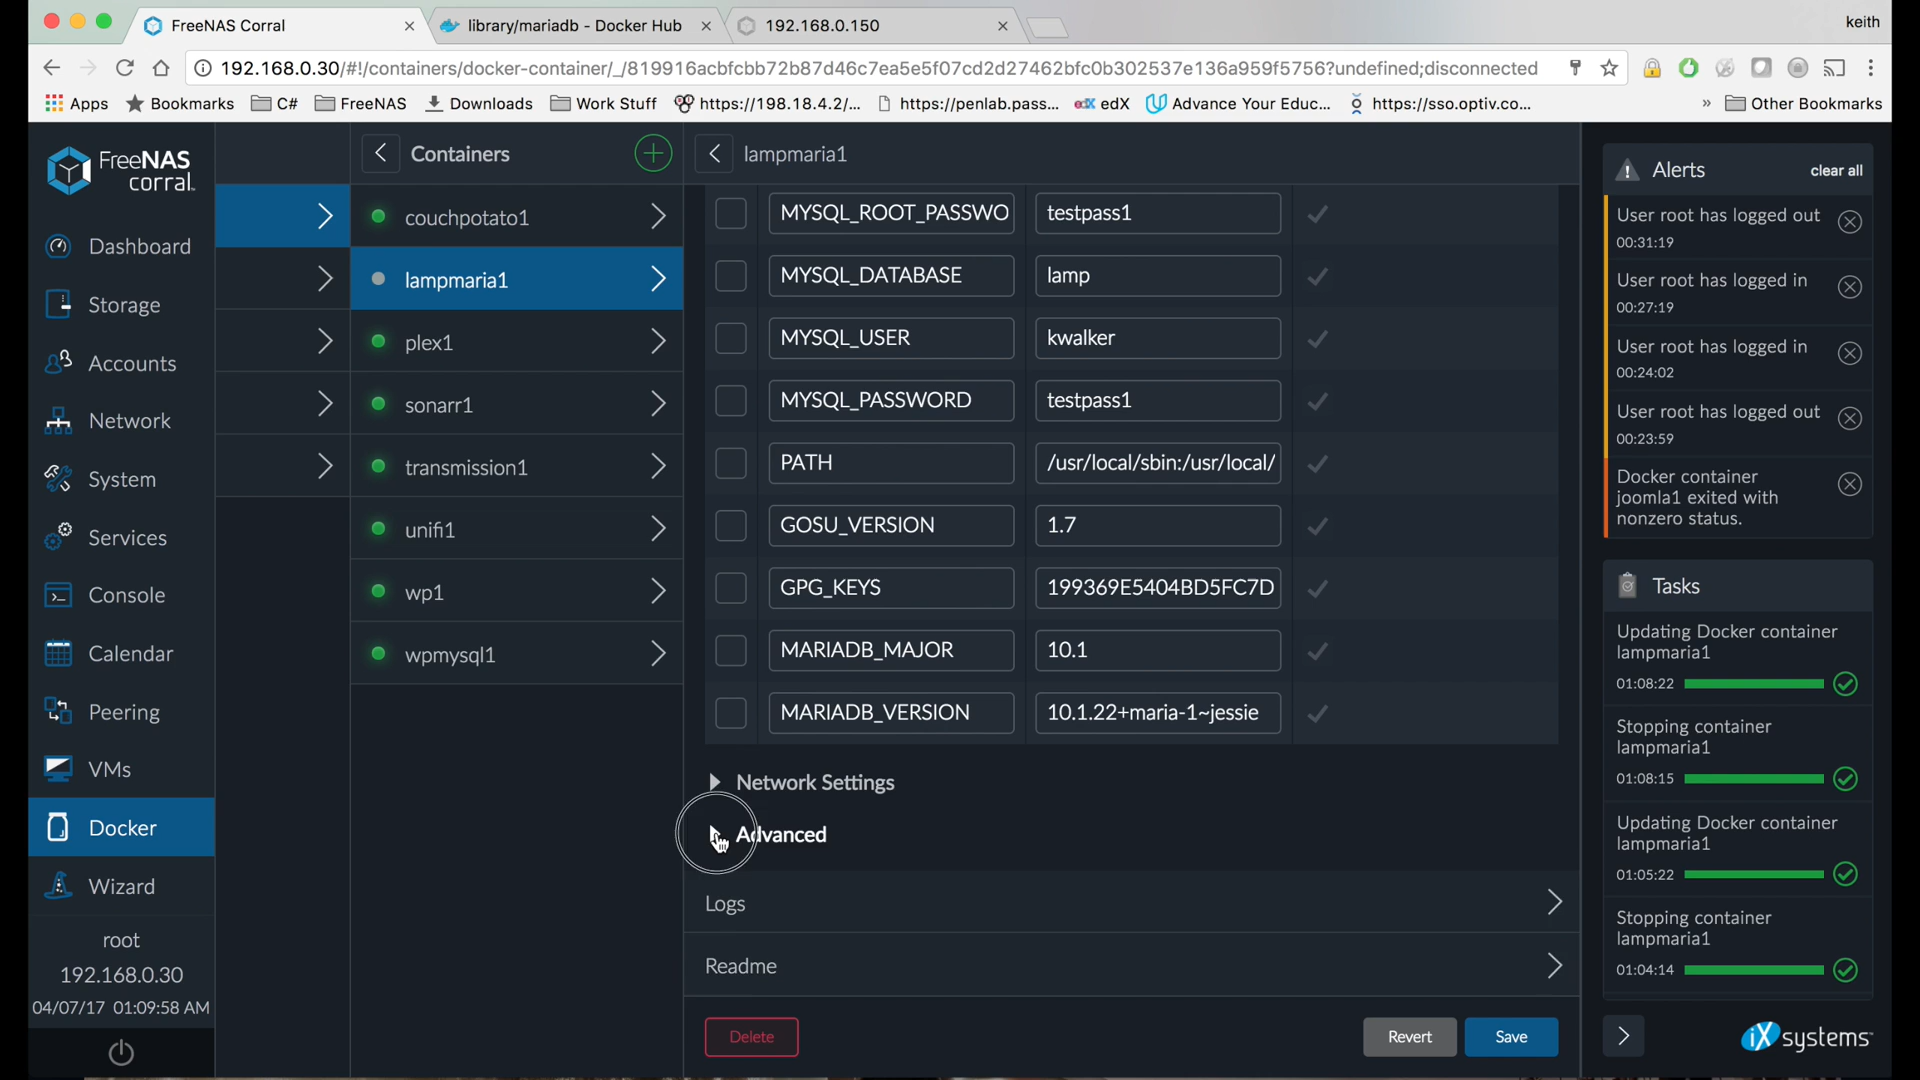 FreeNAS Corral
library/mariadb - Docker Hub
192.168.0.150
keith
192.168.0.30/#!/containers/docker-container/_/819916acbfcbb72b87d46c7ea5e5f07cd2d27462bfc0b302537e136a959f5756?undefined;disconnected
Apps
Bookmarks
C#
FreeNAS
Downloads
Work Stuff
https://198.18.4.2/...
https://penlab.pass...
edX edX
Advance Your Educ...
https://sso.optiv.co...
»
Other Bookmarks
FreeNAS
corral
Dashboard
Storage
Accounts
Network
System
Services
Console
Calendar
Peering
VMs
Docker
Wizard
root
192.168.0.30
04/07/17 01:09:58 AM
Containers
couchpotato1
lampmaria1
plex1
sonarr1
transmission1
unifi1
wp1
wpmysql1
lampmaria1
MYSQL_ROOT_PASSWO testpass1
MYSQL_DATABASE lamp
MYSQL_USER kwalker
MYSQL_PASSWORD testpass1
PATH /usr/local/sbin:/usr/local/
GOSU_VERSION 1.7
GPG_KEYS 199369E5404BD5FC7D
MARIADB_MAJOR 10.1
MARIADB_VERSION 10.1.22+maria-1~jessie
Network Settings
Advanced
Logs
Readme
Delete
Revert
Save
Alerts
clear all
User root has logged out
00:31:19
User root has logged in
00:27:19
User root has logged in
00:24:02
User root has logged out
00:23:59
Docker container
joomla1 exited with
nonzero status.
Tasks
Updating Docker container
lampmaria1
01:08:22
Stopping container
lampmaria1
01:08:15
Updating Docker container
lampmaria1
01:05:22
Stopping container
lampmaria1
01:04:14
iXsystems